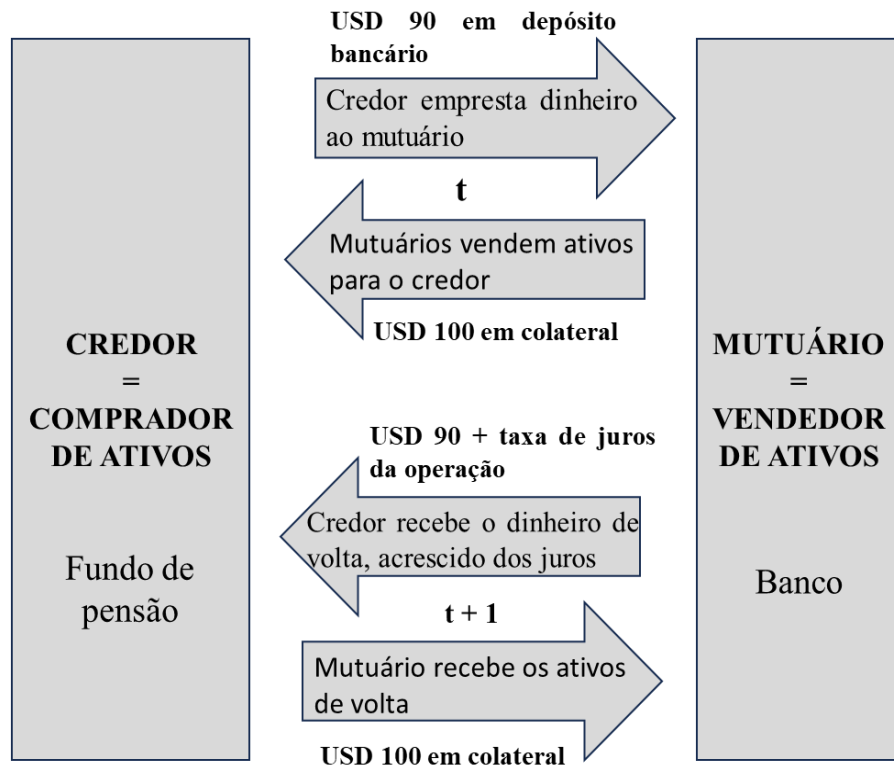 USD 90 em depósito
bancário
Credor empresta dinheiro
ao mutuário
t
Mutuários vendem ativos
para o credor
USD 100 em colateral
CREDOR
=
COMPRADOR
DE ATIVOS
Fundo de
pensão
MUTUÁRIO
=
VENDEDOR
DE ATIVOS
Banco
USD 90 + taxa de juros
da operação
Credor recebe o dinheiro de
volta, acrescido dos juros
t + 1
Mutuário recebe os ativos
de volta
USD 100 em colateral